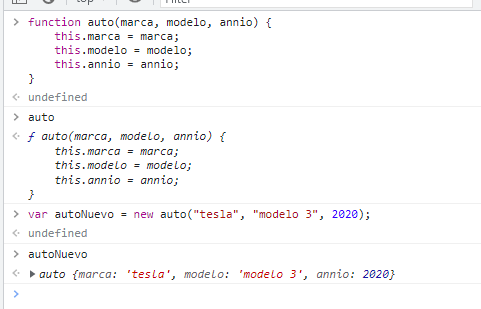 top
Filter
> function auto(marca, modelo, annio) {
this.marca = marca;
this.modelo = modelo;
this.annio = annio;
}
undefined
> auto
ƒ auto(marca, modelo, annio) {
this.marca = marca;
this.modelo = modelo;
this.annio = annio;
}
> var autoNuevo = new auto("tesla", "modelo 3", 2020);
undefined
> autoNuevo
auto {marca: 'tesla', modelo: 'modelo 3', annio: 2020}
>